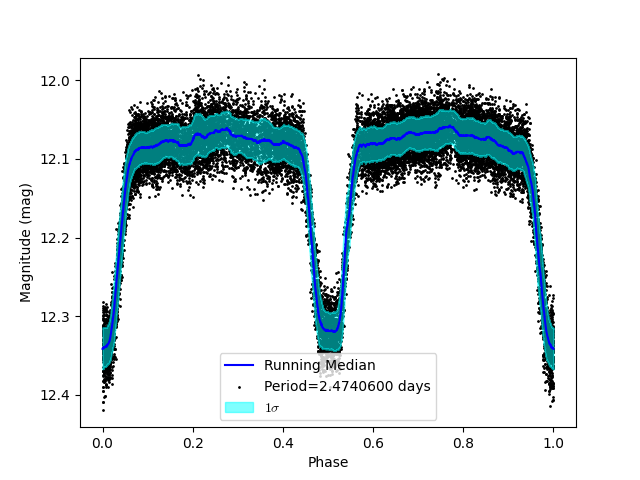 12.0
12.1
12.2
12.3
12.4
Magnitude (mag)
Running Median
Period=2.4740600 days
1σ
0.0 0.2 0.4 0.6 0.8 1.0
Phase